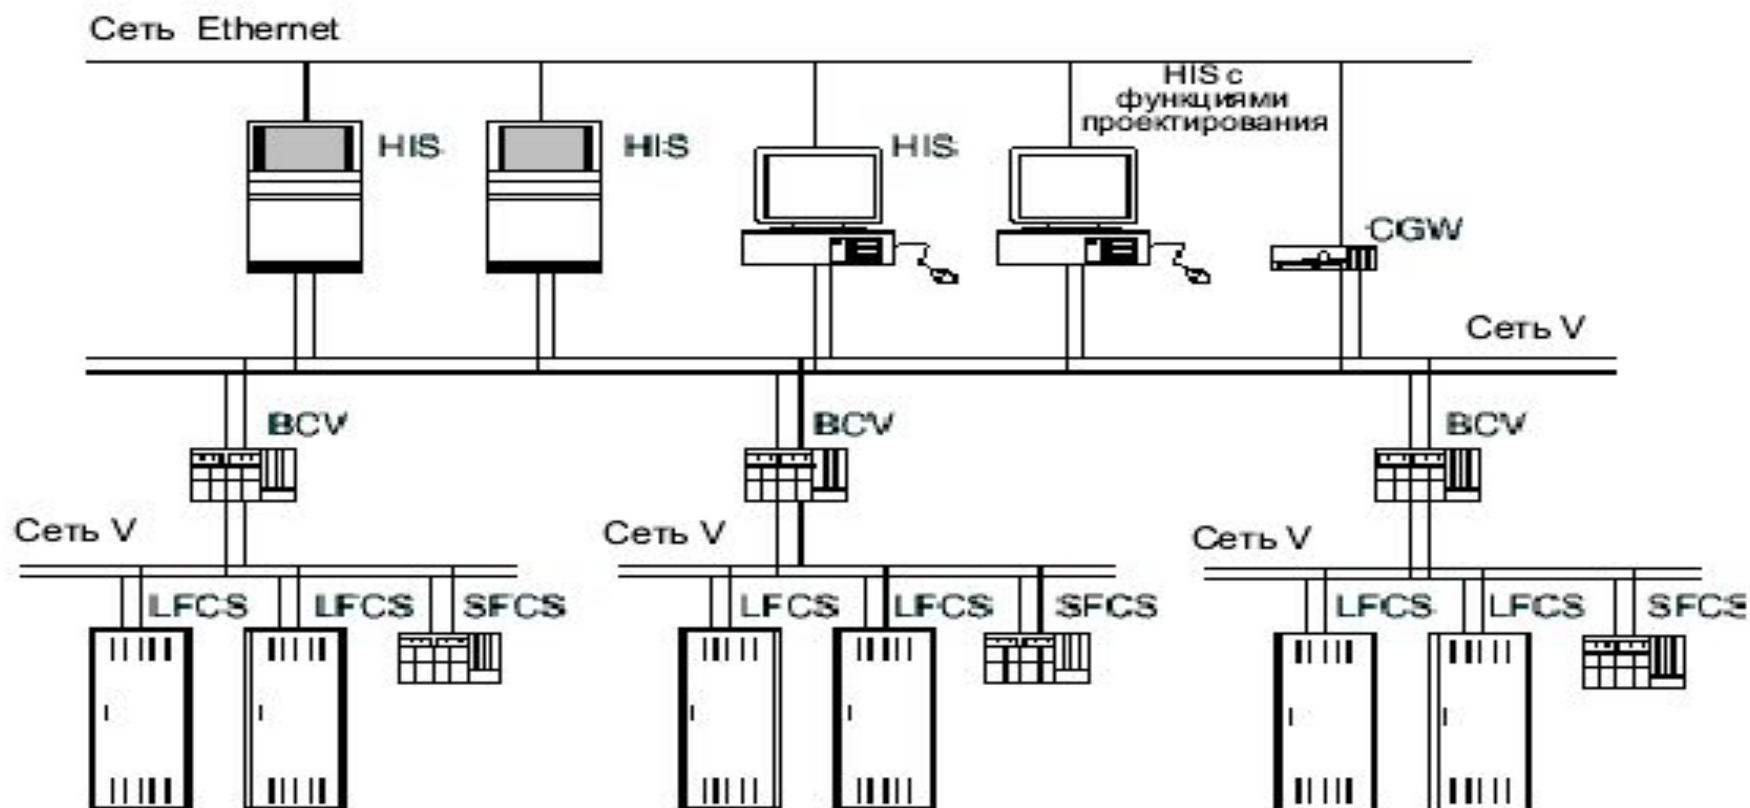 Сеть Ethernet
HIS с
функциями
проектирования
HIS
HIS
HIS
CGW
Сеть V
BCV
BCV
BCV
Сеть V
Сеть V
Сеть V
LFCS
LFCS
SFCS
LFCS
LFCS
SFCS
LFCS
LFCS
SFCS